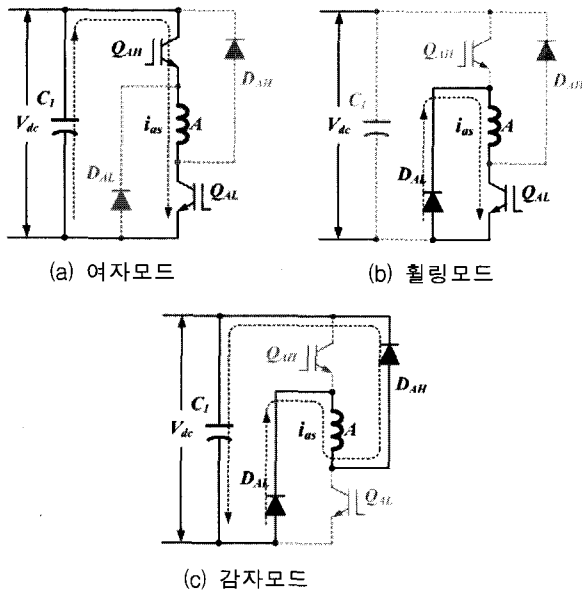 Q_AH
D_AH
C_1
V_dc
i_as
A
D_AL
Q_AL
(a) 여자모드
Q_AH
D_AH
C_1
V_dc
i_as
A
D_AL
Q_AL
(b) 휠링모드
Q_AH
D_AH
C_1
V_dc
i_as
A
D_AL
Q_AL
(c) 감자모드